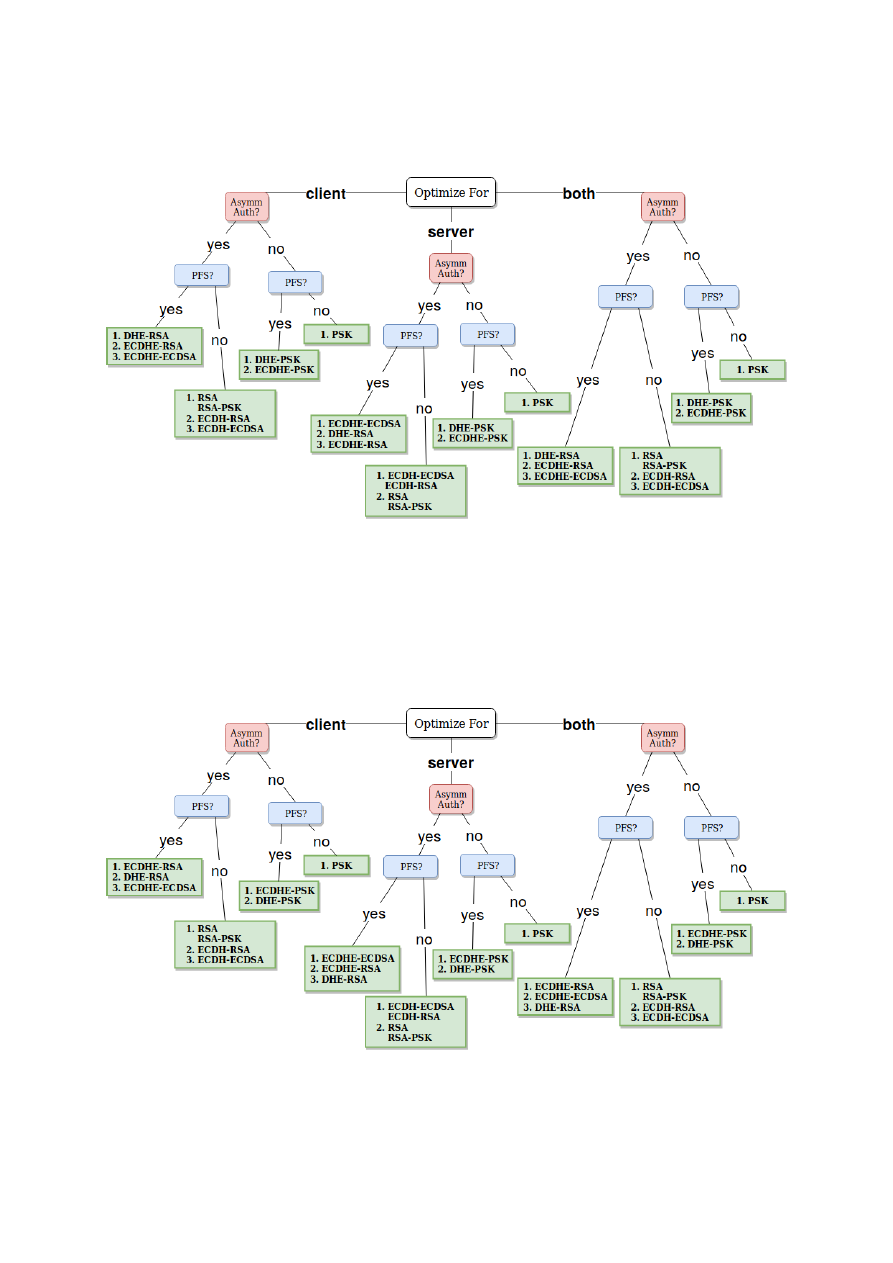 Optimize For
client
both
server
Asymm
Auth?
Asymm
Auth?
Asymm
Auth?
yes
no
yes
no
yes
no
PFS?
PFS?
PFS?
PFS?
PFS?
PFS?
yes
no
yes
no
1. DHE-RSA
2. ECDHE-RSA
3. ECDHE-ECDSA
1. RSA
RSA-PSK
2. ECDH-RSA
3. ECDH-ECDSA
1. DHE-PSK
2. ECDHE-PSK
1. PSK
yes
no
yes
no
1. ECDHE-ECDSA
2. DHE-RSA
3. ECDHE-RSA
1. ECDH-ECDSA
ECDH-RSA
2. RSA
RSA-PSK
1. DHE-PSK
2. ECDHE-PSK
1. PSK
yes
no
yes
no
1. DHE-RSA
2. ECDHE-RSA
3. ECDHE-ECDSA
1. RSA
RSA-PSK
2. ECDH-RSA
3. ECDH-ECDSA
1. DHE-PSK
2. ECDHE-PSK
1. PSK
Optimize For
client
both
server
Asymm
Auth?
Asymm
Auth?
Asymm
Auth?
yes
no
yes
no
yes
no
PFS?
PFS?
PFS?
PFS?
PFS?
PFS?
yes
no
yes
no
1. ECDHE-RSA
2. DHE-RSA
3. ECDHE-ECDSA
1. RSA
RSA-PSK
2. ECDH-RSA
3. ECDH-ECDSA
1. ECDHE-PSK
2. DHE-PSK
1. PSK
yes
no
yes
no
1. ECDHE-ECDSA
2. ECDHE-RSA
3. DHE-RSA
1. ECDH-ECDSA
ECDH-RSA
2. RSA
RSA-PSK
1. ECDHE-PSK
2. DHE-PSK
1. PSK
yes
no
yes
no
1. ECDHE-RSA
2. ECDHE-ECDSA
3. DHE-RSA
1. RSA
RSA-PSK
2. ECDH-RSA
3. ECDH-ECDSA
1. ECDHE-PSK
2. DHE-PSK
1. PSK